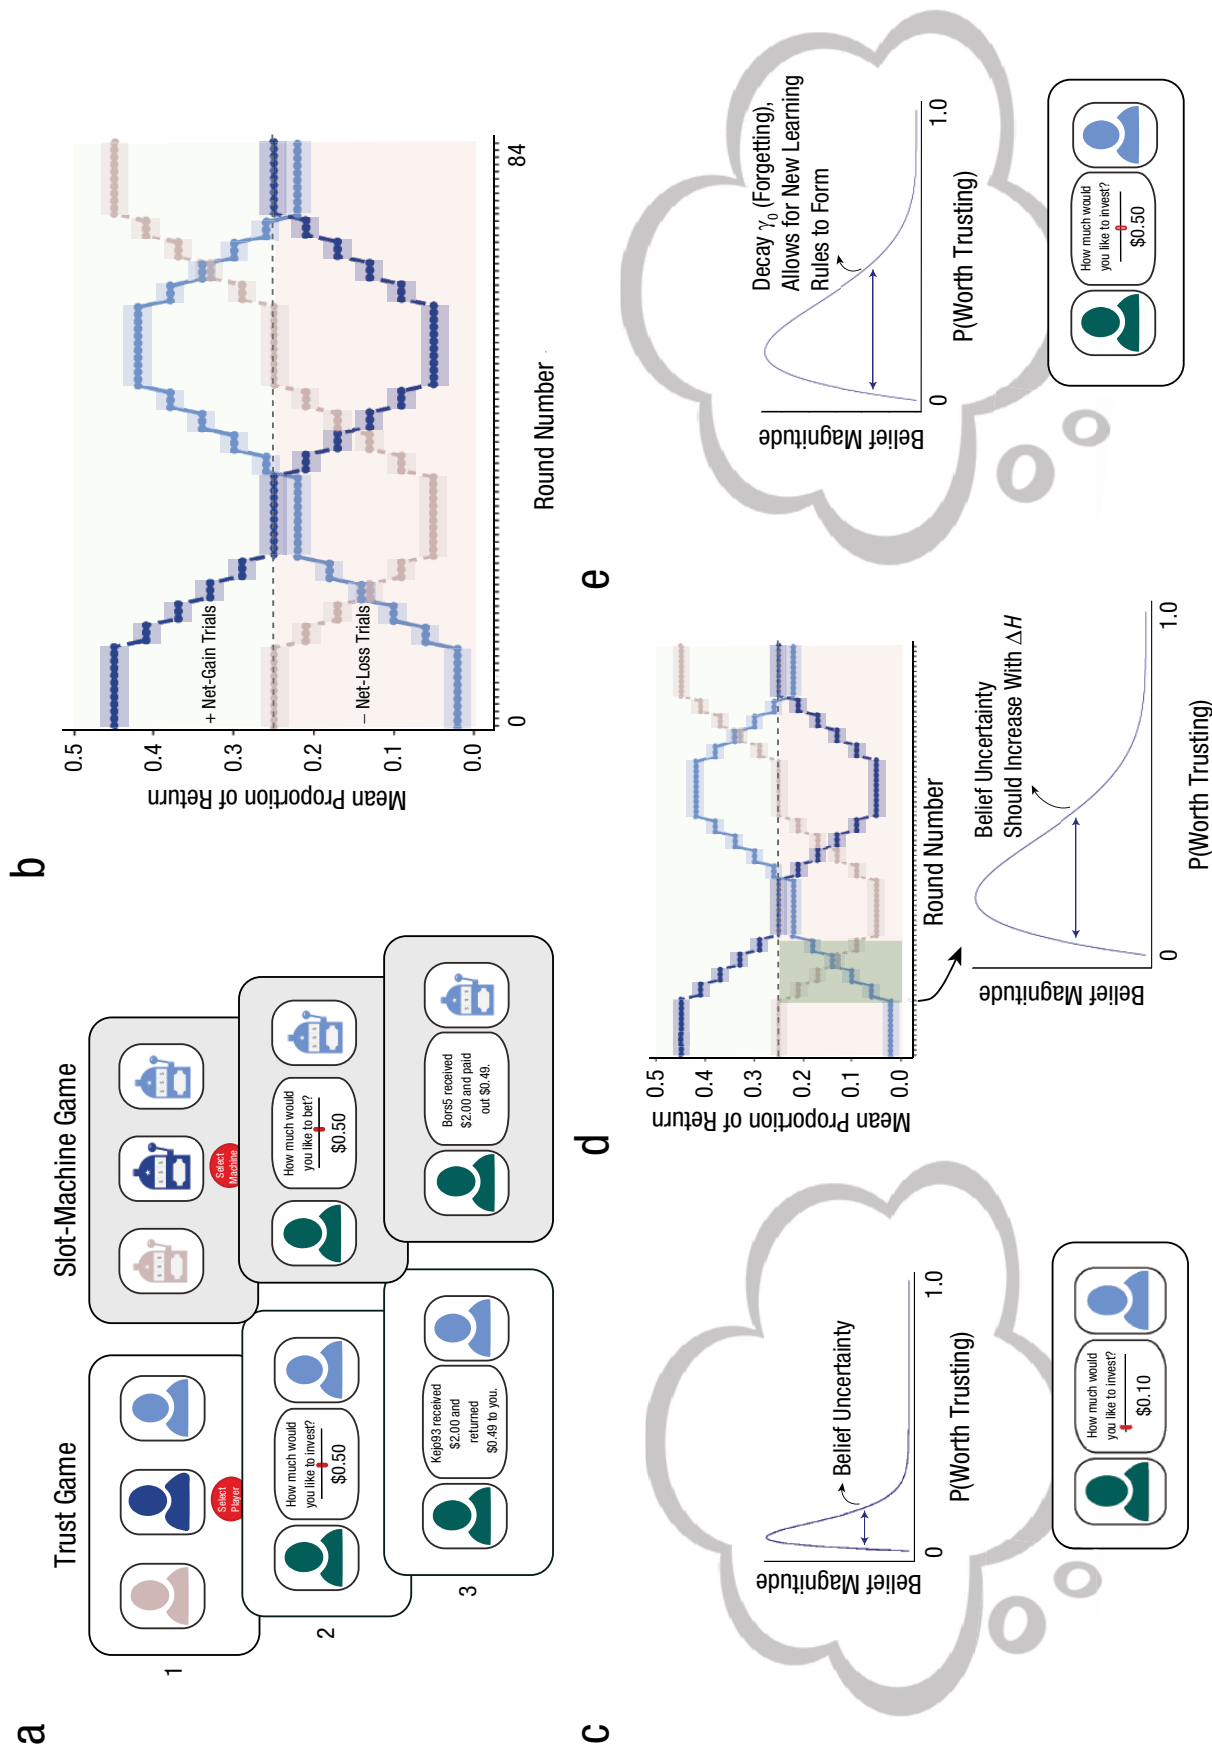 a
Trust Game
Slot-Machine Game
1
Select
Player
Select
Machine
2
How much would
you like to invest?
$0.50
How much would
you like to bet?
$0.50
3
Kejo93 received
$2.00 and
returned
$0.49 to you.
Bors5 received
$2.00 and paid
out $0.49.
b
Mean Proportion of Return
0.5
0.4
0.3
0.2
0.1
0.0
+ Net-Gain Trials
– Net-Loss Trials
0
84
Round Number
c
Belief Magnitude
Belief Uncertainty
0
1.0
P(Worth Trusting)
How much would
you like to invest?
$0.10
d
Mean Proportion of Return
0.5
0.4
0.3
0.2
0.1
0.0
Round Number
Belief Magnitude
Belief Uncertainty
Should Increase With ΔH
0
1.0
P(Worth Trusting)
e
Belief Magnitude
Decay γ₀ (Forgetting),
Allows for New Learning
Rules to Form
0
1.0
P(Worth Trusting)
How much would
you like to invest?
$0.50